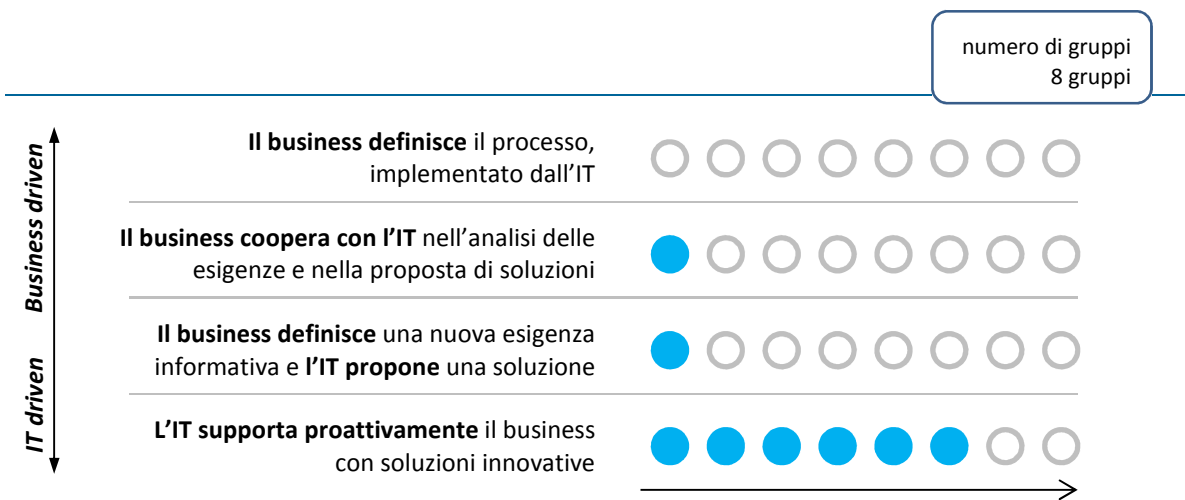 numero di gruppi
8 gruppi
Business driven
IT driven
Il business definisce il processo,
implementato dall’IT
Il business coopera con l’IT nell’analisi delle
esigenze e nella proposta di soluzioni
Il business definisce una nuova esigenza
informativa e l’IT propone una soluzione
L’IT supporta proattivamente il business
con soluzioni innovative